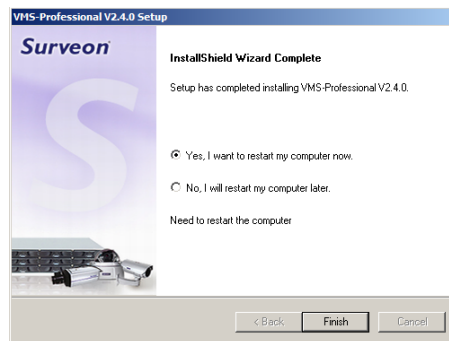 VMS-Professional V2.4.0 Setup
Surveon
InstallShield Wizard Complete
Setup has completed installing VMS-Professional V2.4.0.
Yes, I want to restart my computer now.
No, I will restart my computer later.
Need to restart the computer
< Back
Finish
Cancel